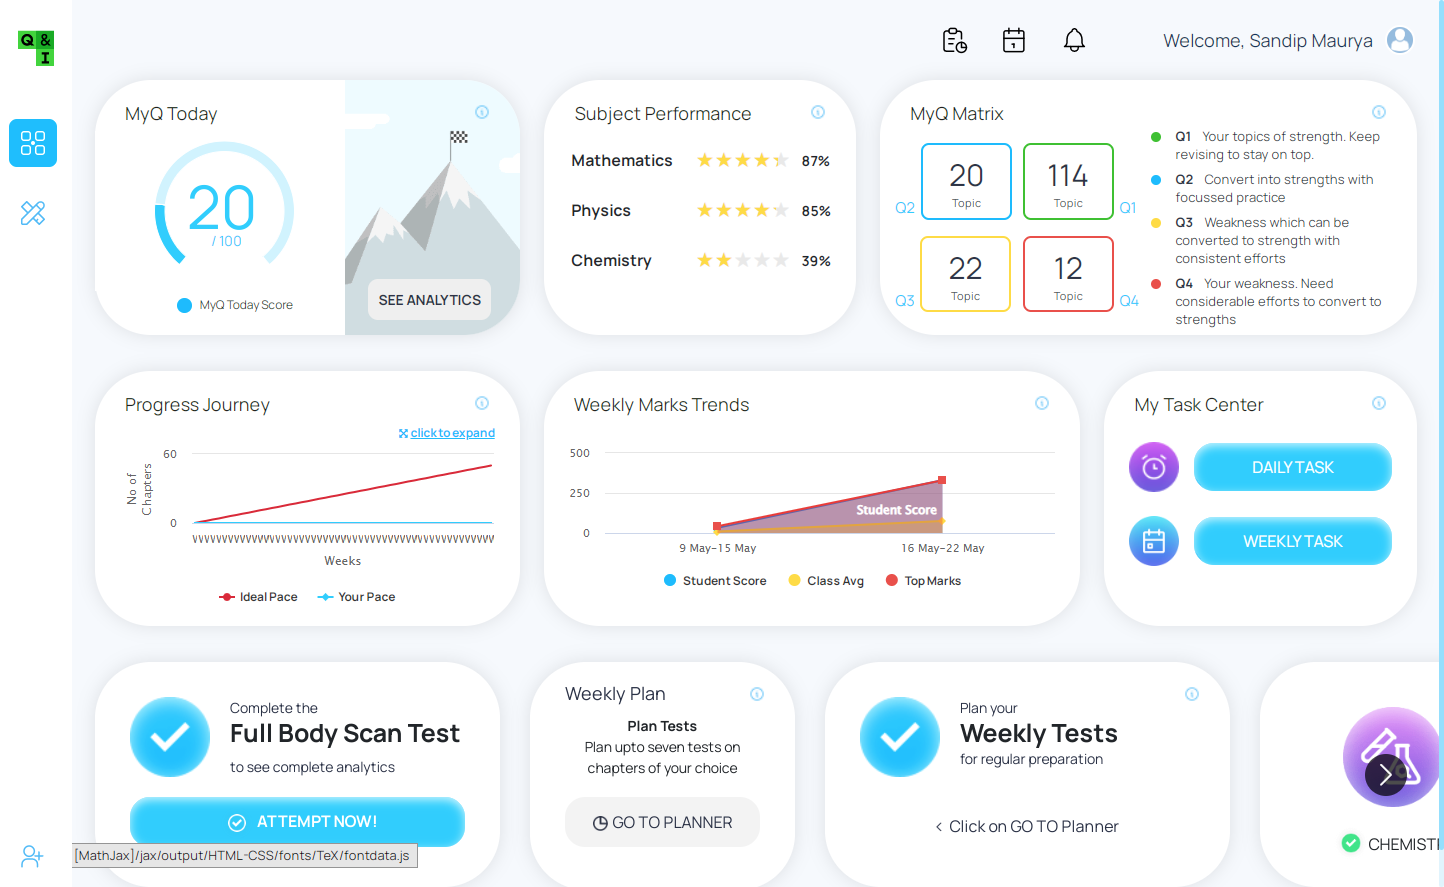 Q &
I
Welcome, Sandip Maurya
MyQ Today
20
/ 100
MyQ Today Score
SEE ANALYTICS
Subject Performance
Mathematics 87%
Physics 85%
Chemistry 39%
MyQ Matrix
Q2
20
Topic
114
Topic
Q1
Q3
22
Topic
12
Topic
Q4
Q1 Your topics of strength. Keep
revising to stay on top.
Q2 Convert into strengths with
focussed practice
Q3 Weakness which can be
converted to strength with
consistent efforts
Q4 Your weakness. Need
considerable efforts to convert to
strengths
Progress Journey
click to expand
No of
Chapters
60
0
Weeks
Ideal Pace Your Pace
Weekly Marks Trends
500
250
0
Student Score
9 May-15 May 16 May-22 May
Student Score Class Avg Top Marks
My Task Center
DAILY TASK
WEEKLY TASK
Complete the
Full Body Scan Test
to see complete analytics
ATTEMPT NOW!
Weekly Plan
Plan Tests
Plan upto seven tests on
chapters of your choice
GO TO PLANNER
Plan your
Weekly Tests
for regular preparation
< Click on GO TO Planner
[MathJax]/jax/output/HTML-CSS/fonts/TeX/fontdata.js